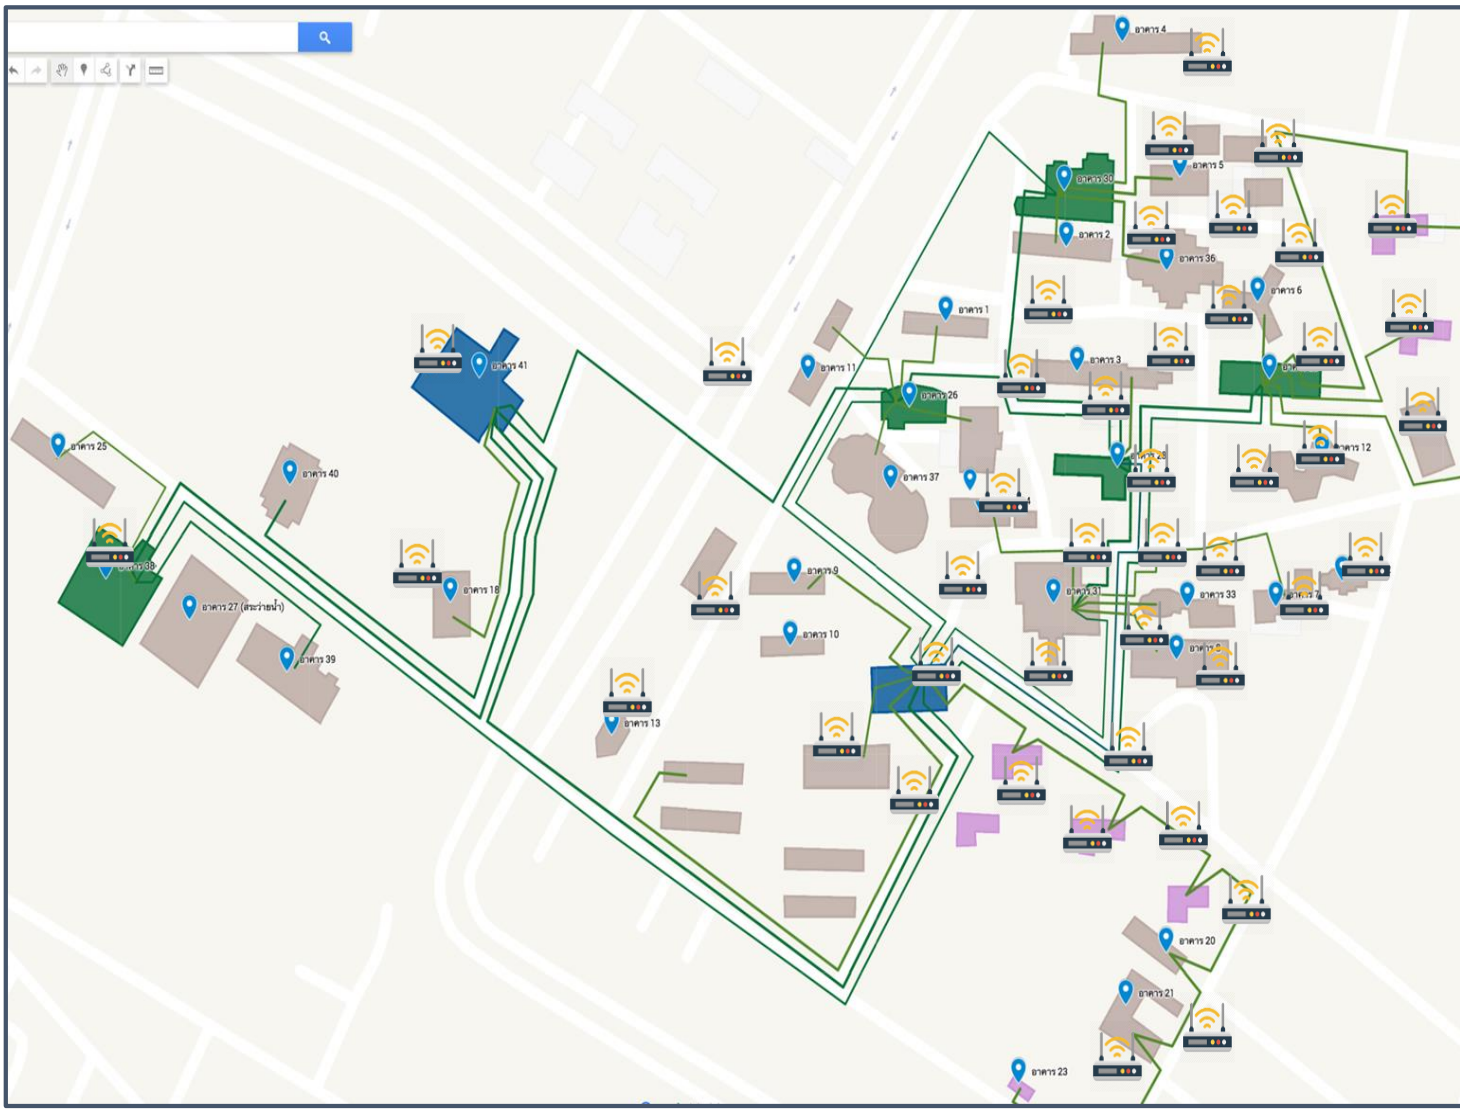 อาคาร 4
อาคาร 5
อาคาร 30
อาคาร 2
อาคาร 36
อาคาร 6
อาคาร 1
อาคาร 3
อาคาร 11
อาคาร 41
อาคาร 26
อาคาร 25
อาคาร 12
อาคาร 40
อาคาร 37
อาคาร 38
อาคาร 9
อาคาร 18
อาคาร 31
อาคาร 33
อาคาร 7
อาคาร 27 (สระว่ายน้ำ)
อาคาร 10
อาคาร 39
อาคาร 13
อาคาร 20
อาคาร 21
อาคาร 23